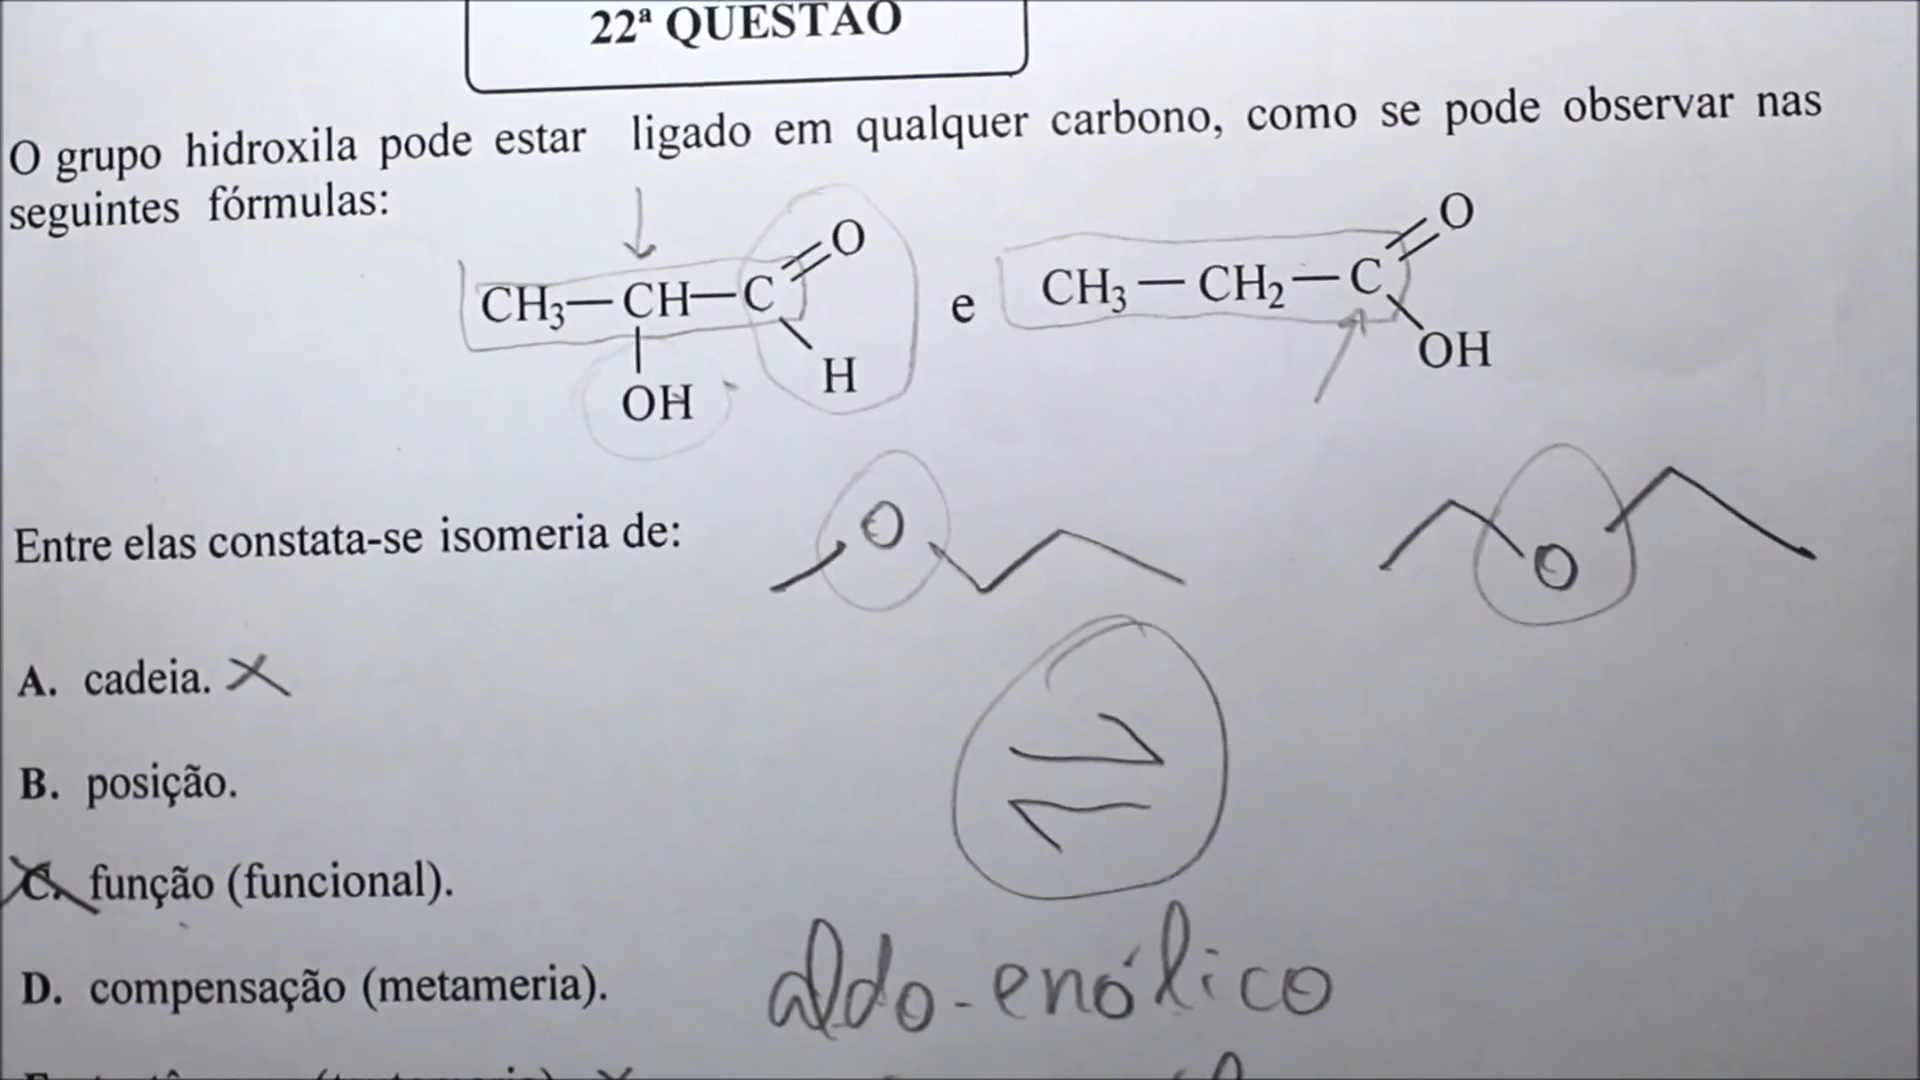 22ª QUESTÃO
O grupo hidroxila pode estar ligado em qualquer carbono, como se pode observar nas
seguintes fórmulas:
CH₃—CH—C O H OH e CH₃—CH₂—C O OH
Entre elas constata-se isomeria de:
O O
A. cadeia. X
B. posição.
C. função (funcional).
D. compensação (metameria).
aldo-enólico